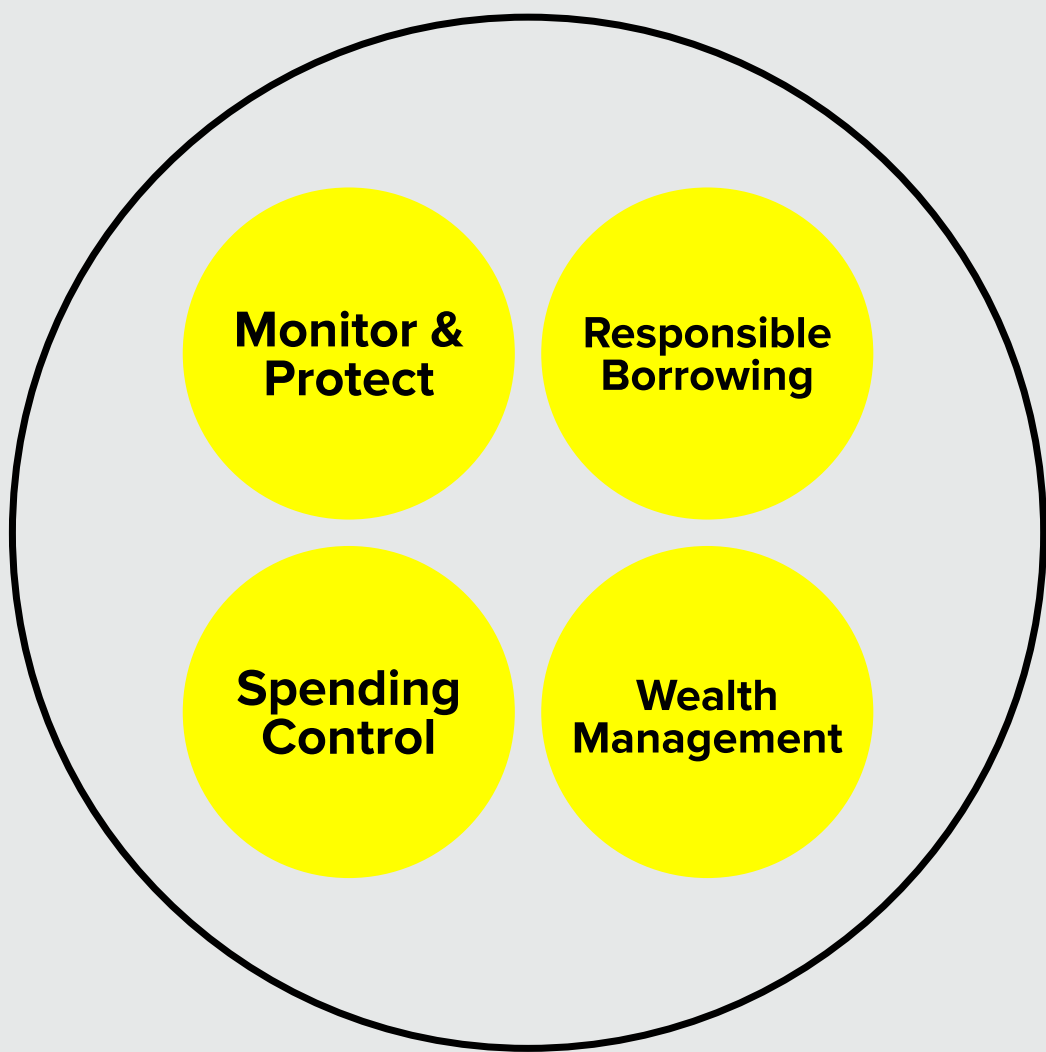 Monitor &
Protect
Responsible
Borrowing
Spending
Control
Wealth
Management